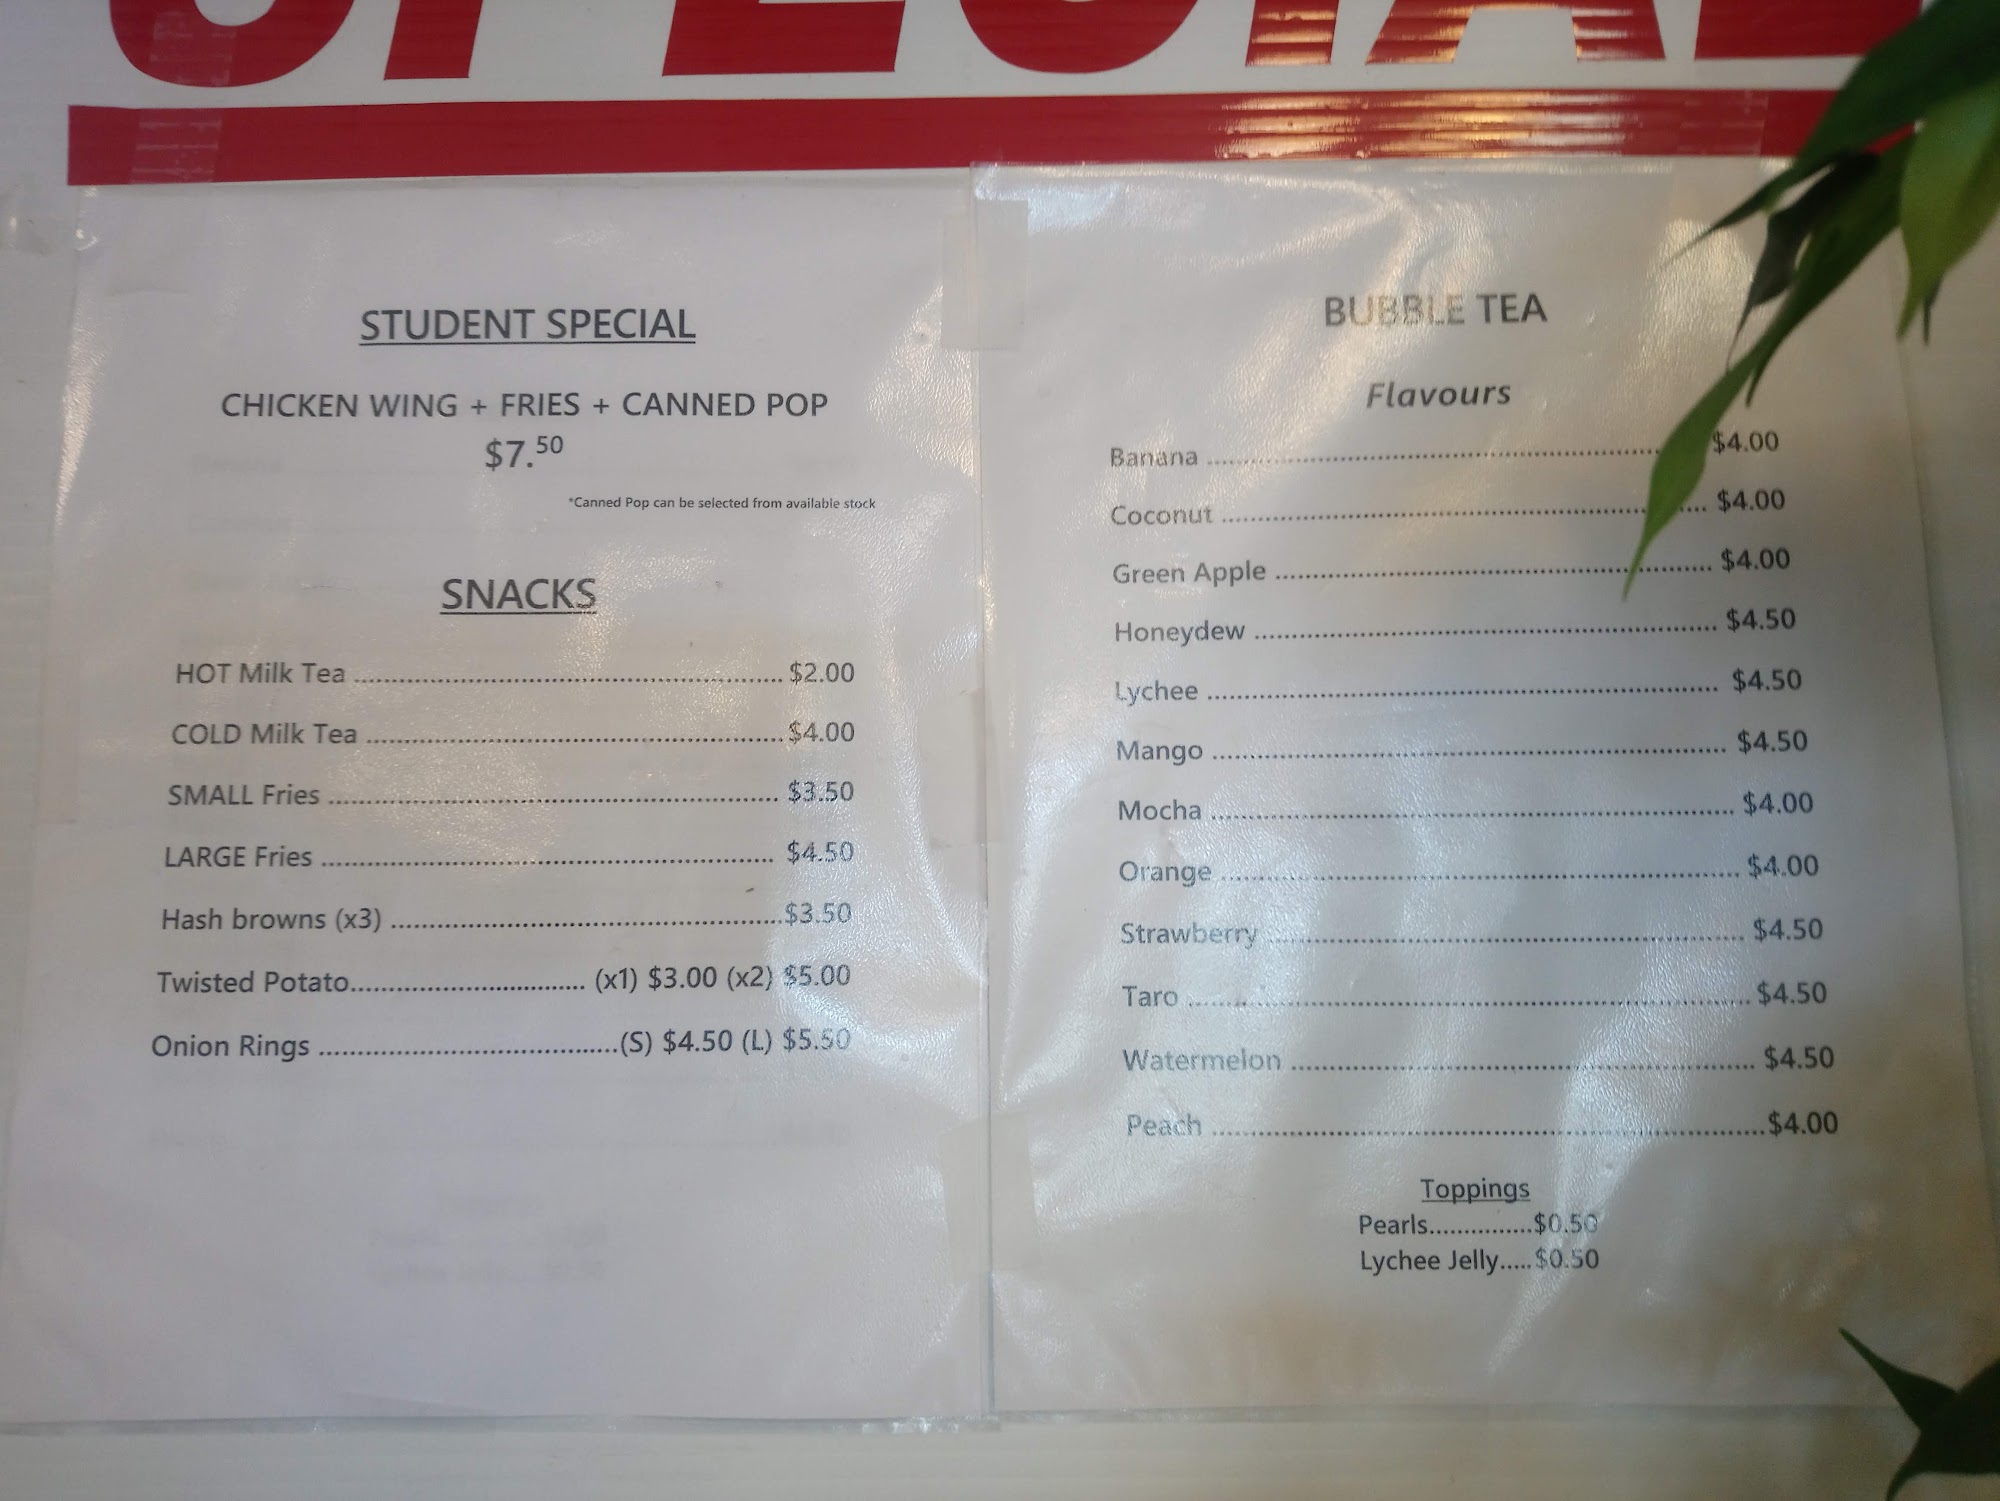 SPECIAL
STUDENT SPECIAL
CHICKEN WING + FRIES + CANNED POP
$7.50
*Canned Pop can be selected from available stock
SNACKS
HOT Milk Tea ........ $2.00
COLD Milk Tea ........ $4.00
SMALL Fries ........ $3.50
LARGE Fries ........ $4.50
Hash browns (x3) ........ $3.50
Twisted Potato........ (x1) $3.00 (x2) $5.00
Onion Rings ........(S) $4.50 (L) $5.50
BUBBLE TEA
Flavours
Banana ........ $4.00
Coconut ........ $4.00
Green Apple ........ $4.00
Honeydew ........ $4.50
Lychee ........ $4.50
Mango ........ $4.50
Mocha ........ $4.00
Orange ........ $4.00
Strawberry ........ $4.50
Taro ........ $4.50
Watermelon ........ $4.50
Peach ........ $4.00
Toppings
Pearls........$0.50
Lychee Jelly.....$0.50